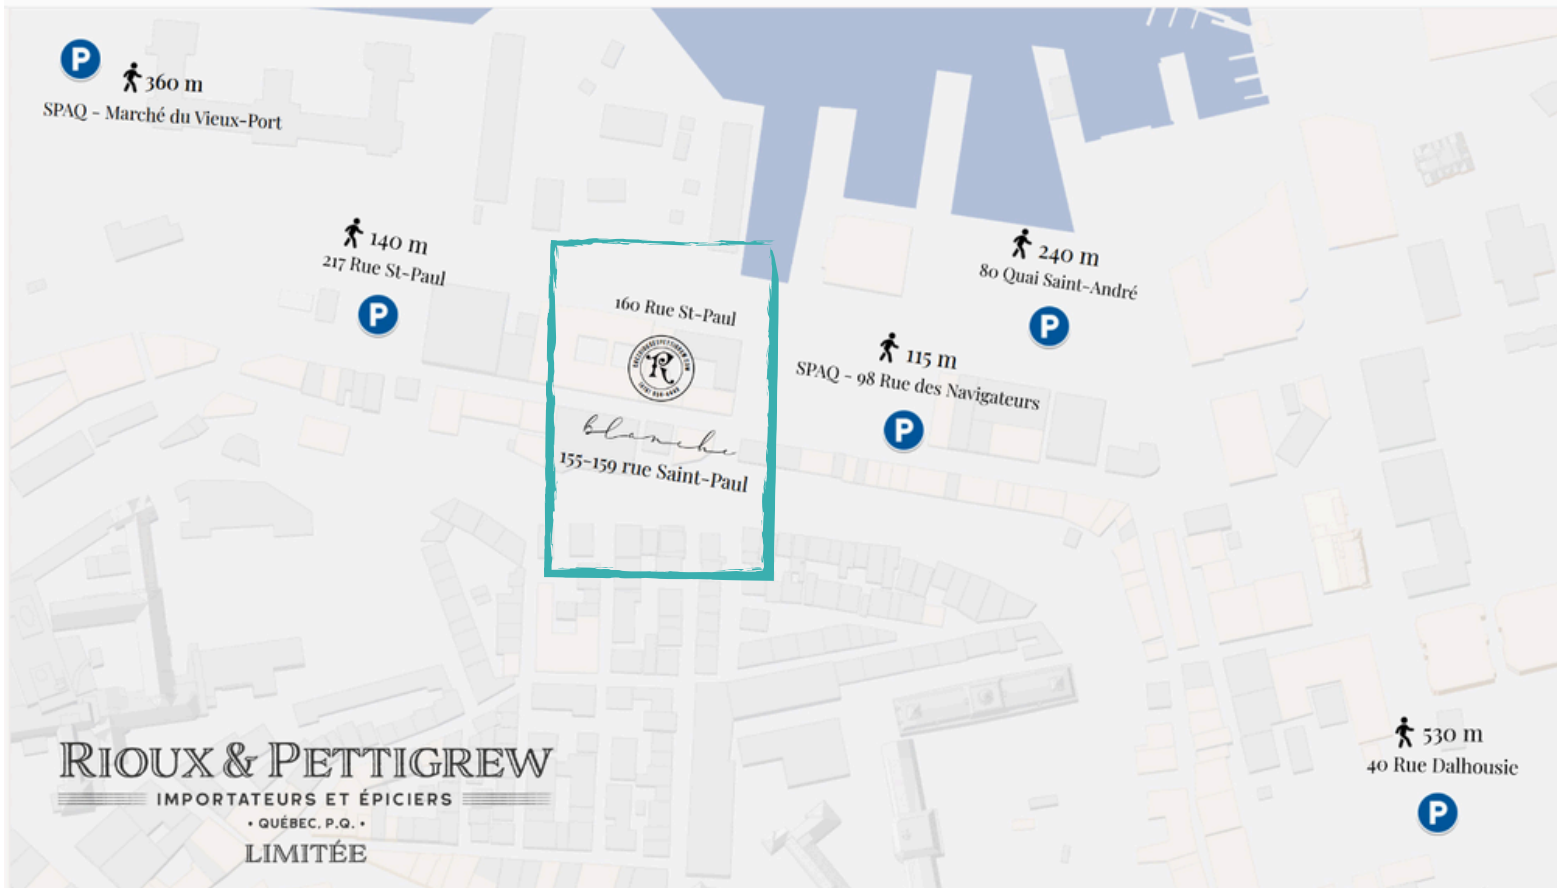 P
360 m
SPAQ - Marché du Vieux-Port
140 m
217 Rue St-Paul
P
240 m
80 Quai Saint-André
P
115 m
SPAQ - 98 Rue des Navigateurs
P
160 Rue St-Paul
R
blanche
155-159 rue Saint-Paul
530 m
40 Rue Dalhousie
P
RIOUX & PETTIGREW
IMPORTATEURS ET ÉPICIERS
• QUÉBEC, P.Q. •
LIMITÉE